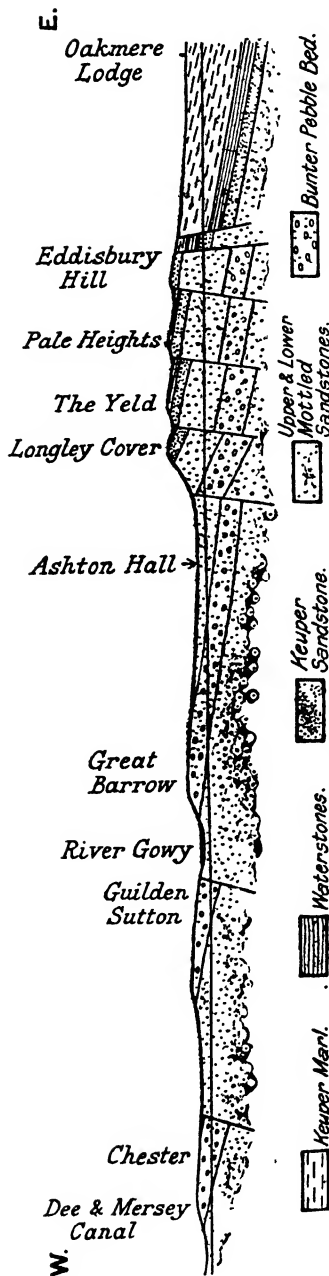 W.
E.
Dee & Mersey
Canal
Chester
Guilden
Sutton
River Gowy
Great
Barrow
Ashton Hall
Longley Cover
The Yeld
Pale Heights
Eddisbury
Hill
Oakmere
Lodge
Keuper Marl.
Waterstones.
Keuper
Sandstone.
Upper & Lower
Mottled
Sandstones.
Bunter Pebble Bed.